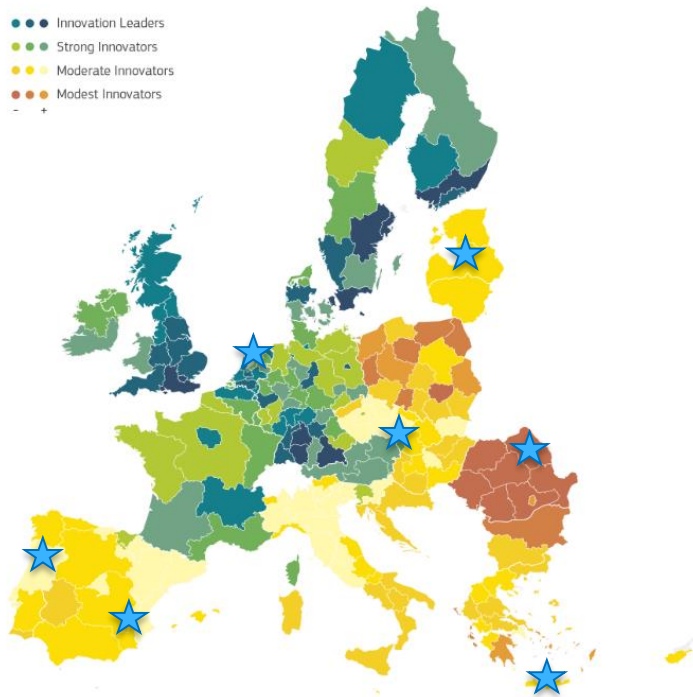 Innovation Leaders
Strong Innovators
Moderate Innovators
Modest Innovators
- +